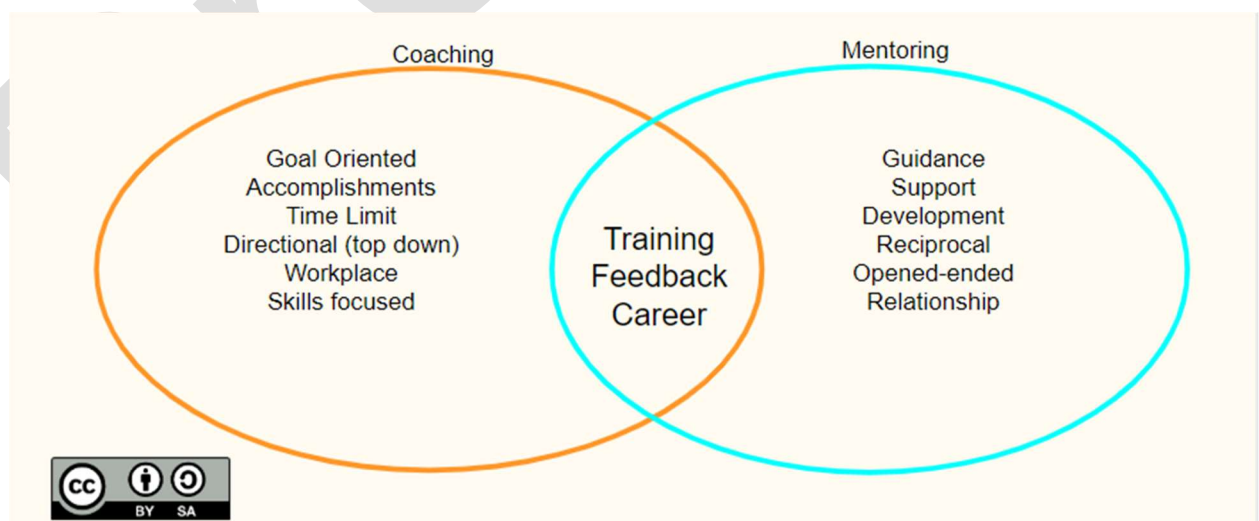 Coaching
Mentoring
Goal Oriented
Accomplishments
Time Limit
Directional (top down)
Workplace
Skills focused
Training
Feedback
Career
Guidance
Support
Development
Reciprocal
Opened-ended
Relationship
cc
BY SA